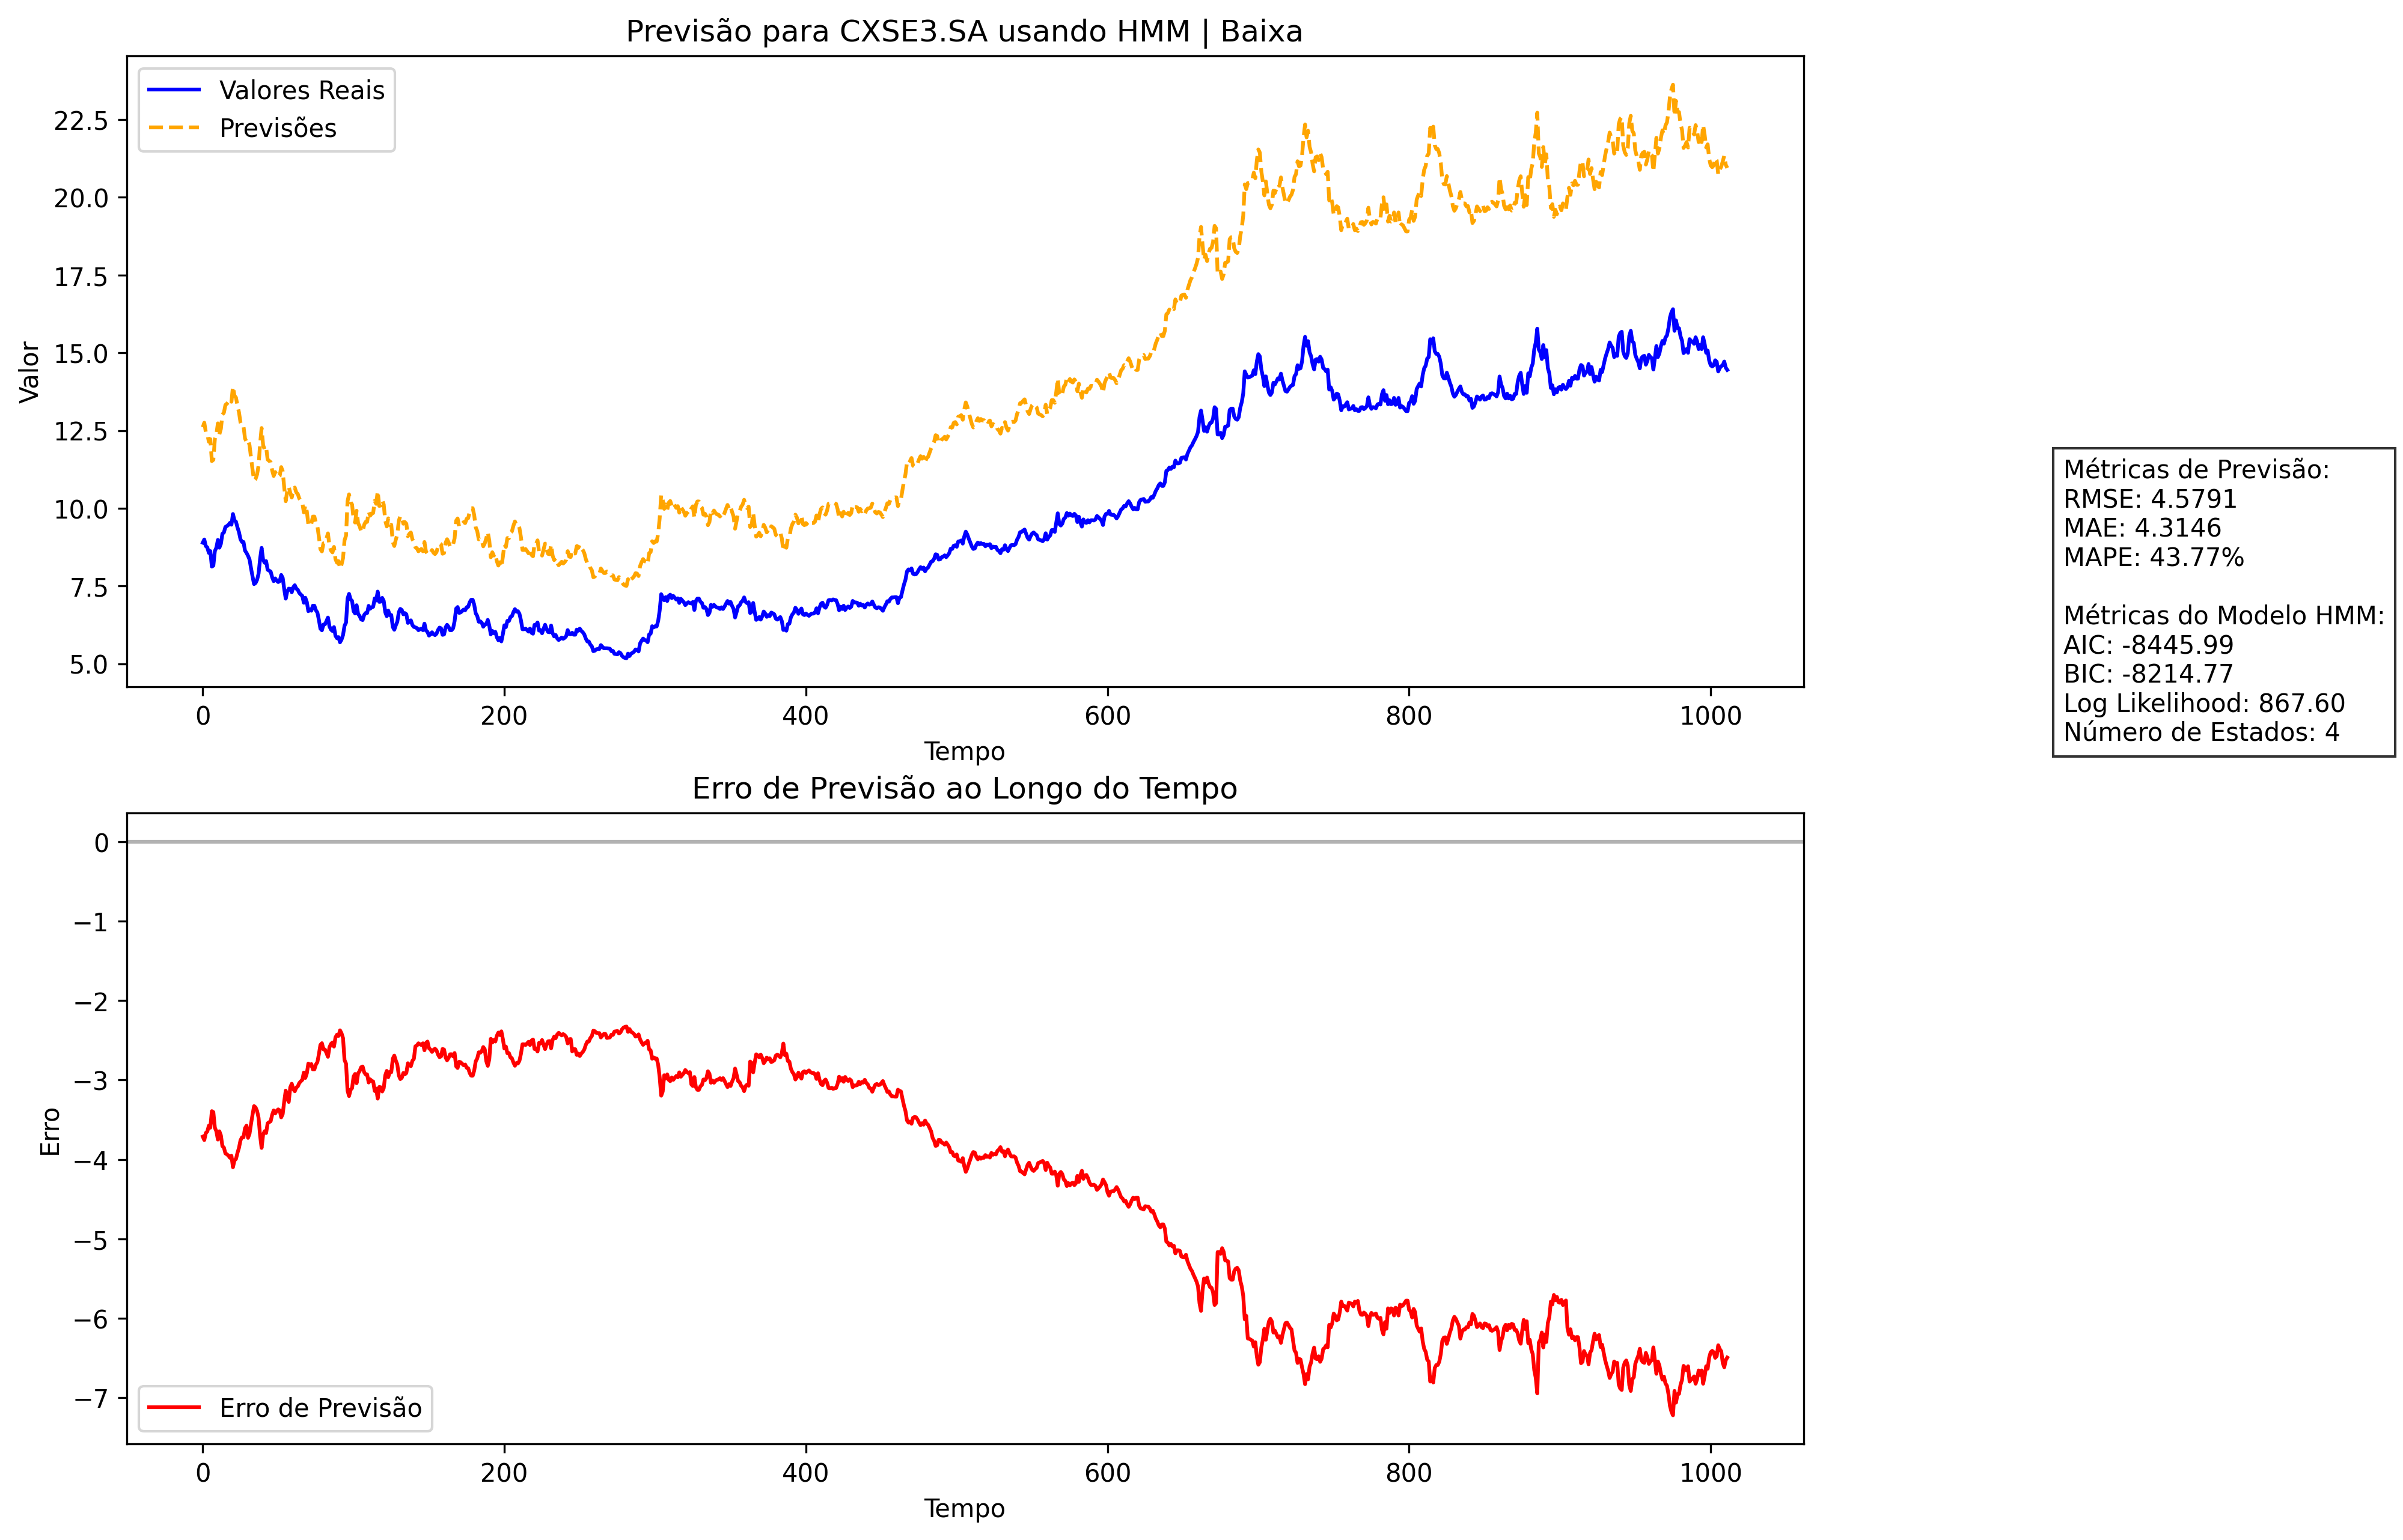 Previsão para CXSE3.SA usando HMM | Baixa
Valores Reais
Previsões
22.5
20.0
17.5
15.0
12.5
10.0
7.5
5.0
Valor
0 200 400 600 800 1000
Tempo
Métricas de Previsão:
RMSE: 4.5791
MAE: 4.3146
MAPE: 43.77%
Métricas do Modelo HMM:
AIC: -8445.99
BIC: -8214.77
Log Likelihood: 867.60
Número de Estados: 4
Erro de Previsão ao Longo do Tempo
0
−1
−2
−3
−4
−5
−6
−7
Erro
Erro de Previsão
0 200 400 600 800 1000
Tempo